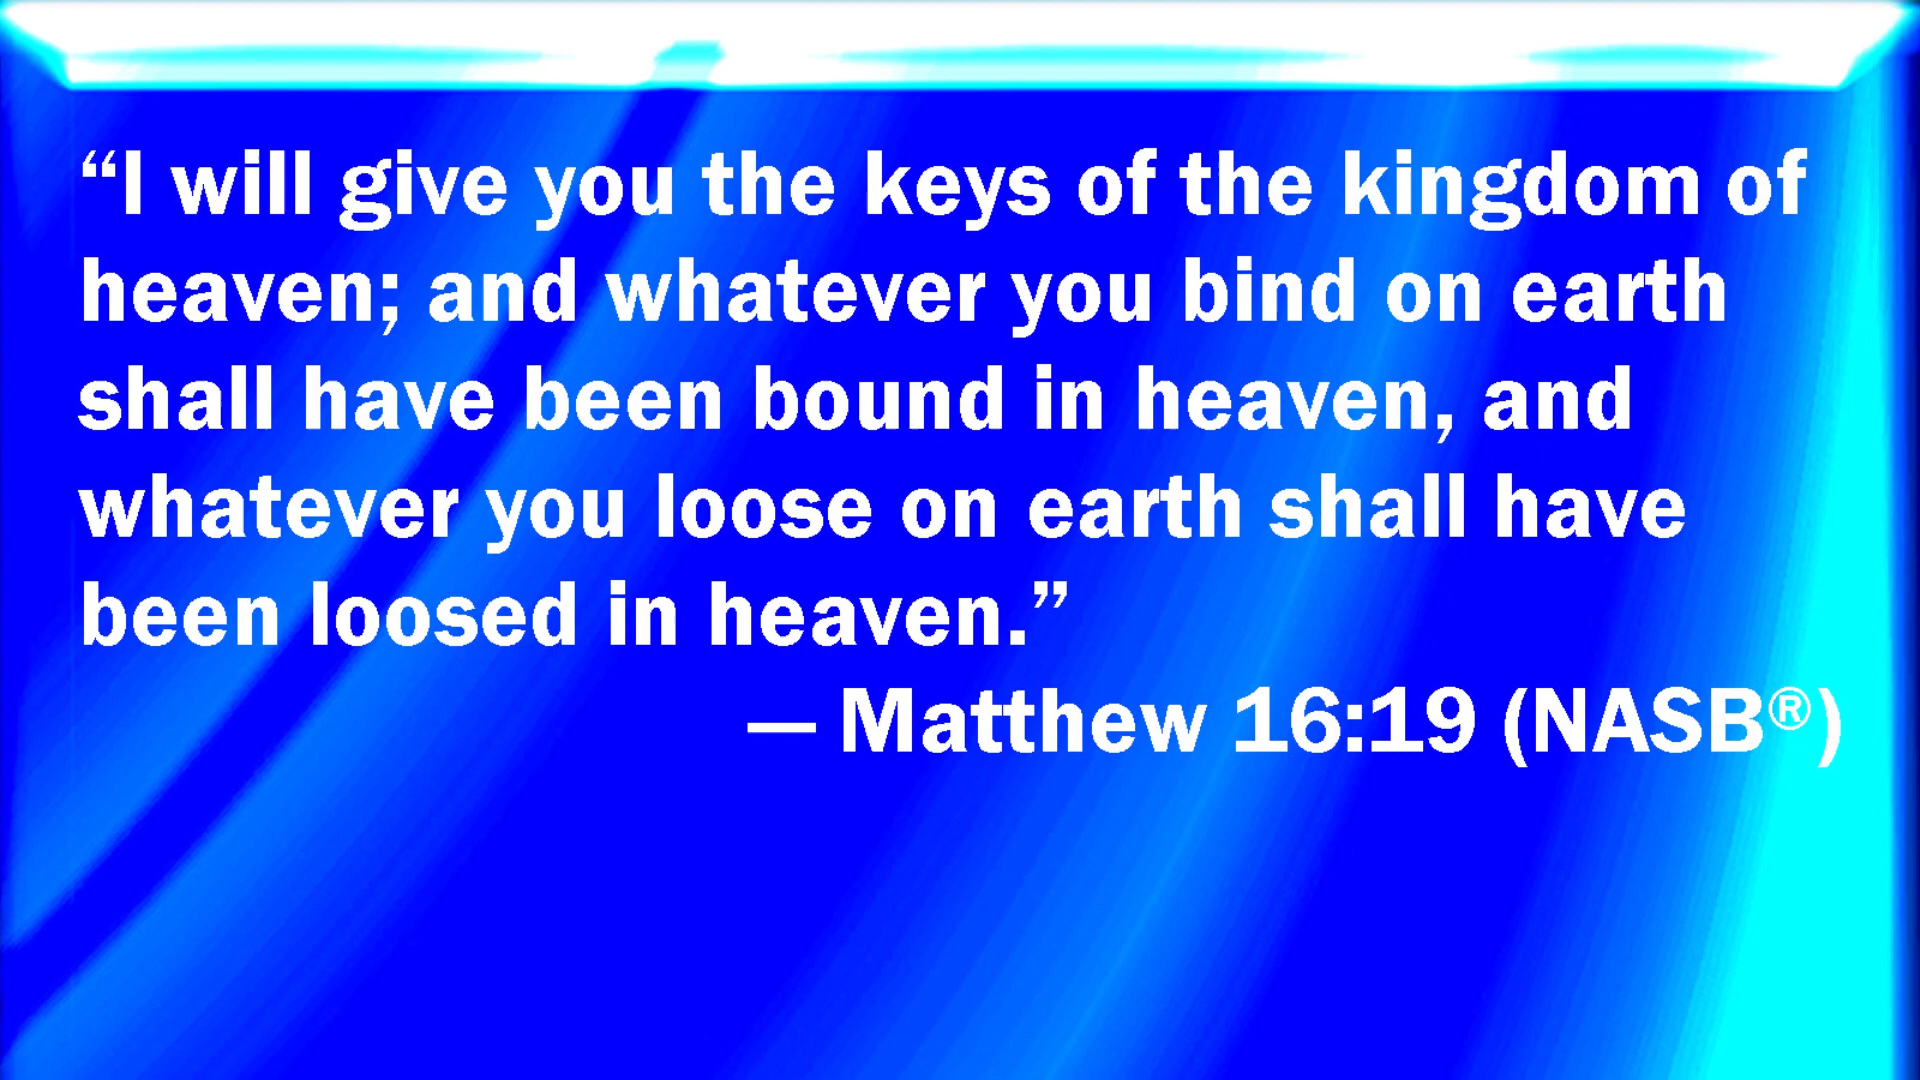 “I will give you the keys of the kingdom of
heaven; and whatever you bind on earth
shall have been bound in heaven, and
whatever you loose on earth shall have
been loosed in heaven.”
— Matthew 16:19 (NASB®)